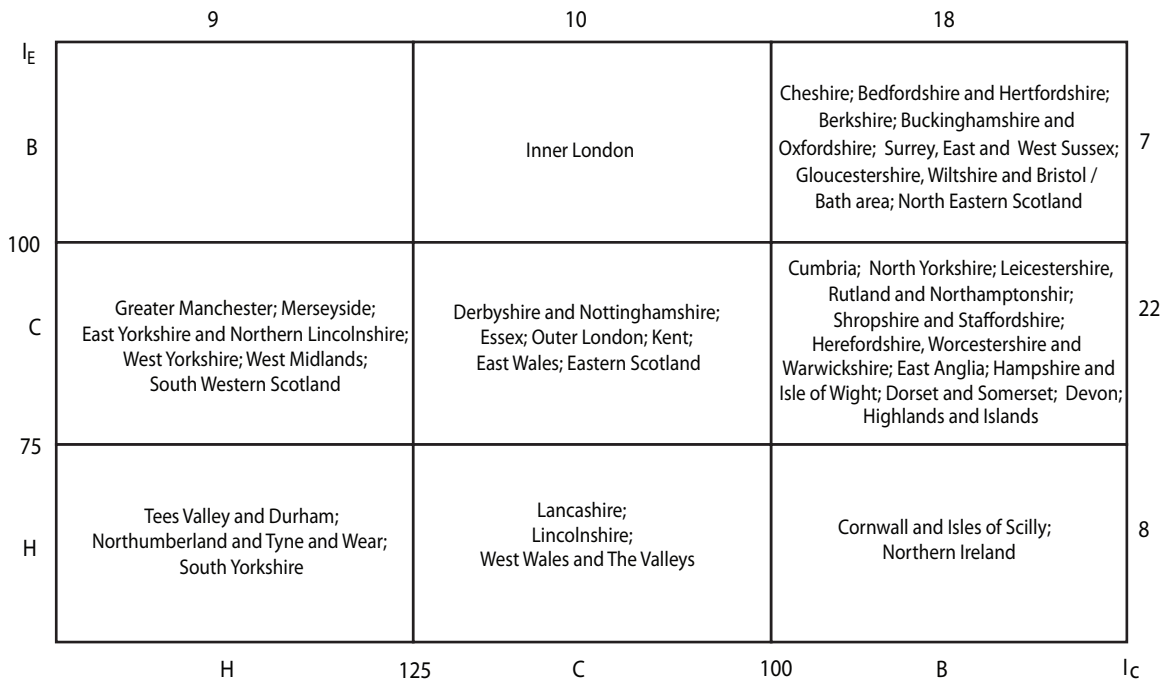 9
10
18
IE
B
Inner London
Cheshire; Bedfordshire and Hertfordshire;
Berkshire; Buckinghamshire and
Oxfordshire; Surrey, East and West Sussex;
Gloucestershire, Wiltshire and Bristol /
Bath area; North Eastern Scotland
7
100
C
Greater Manchester; Merseyside;
East Yorkshire and Northern Lincolnshire;
West Yorkshire; West Midlands;
South Western Scotland
Derbyshire and Nottinghamshire;
Essex; Outer London; Kent;
East Wales; Eastern Scotland
Cumbria; North Yorkshire; Leicestershire,
Rutland and Northamptonshir;
Shropshire and Staffordshire;
Herefordshire, Worcestershire and
Warwickshire; East Anglia; Hampshire and
Isle of Wight; Dorset and Somerset; Devon;
Highlands and Islands
22
75
H
Tees Valley and Durham;
Northumberland and Tyne and Wear;
South Yorkshire
Lancashire;
Lincolnshire;
West Wales and The Valleys
Cornwall and Isles of Scilly;
Northern Ireland
8
H
125
C
100
B
IC